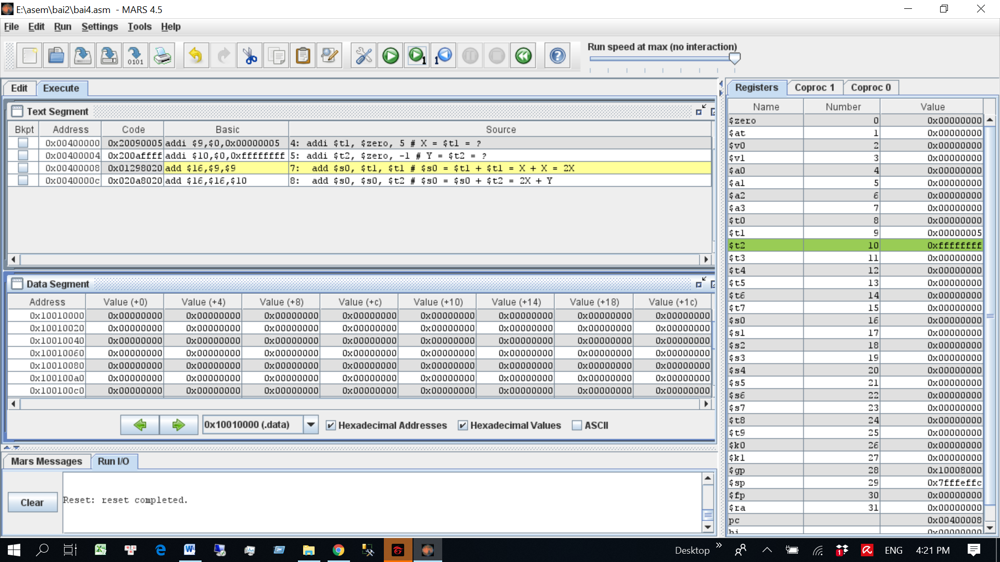 E:\asem\bai2\bai4.asm - MARS 4.5
File Edit Run Settings Tools Help
Run speed at max (no interaction)
0101
1
1
Edit Execute
Text Segment
Bkpt Address Code Basic Source
0x00400000 0x20090005 addi $9,$0,0x00000005 4: addi $t1, $zero, 5 # X = $t1 = ?
0x00400004 0x200affff addi $10,$0,0xffffffff 5: addi $t2, $zero, -1 # Y = $t2 = ?
0x00400008 0x01298020 add $16,$9,$9 7: add $s0, $t1, $t1 # $s0 = $t1 + $t1 = X + X = 2X
0x0040000c 0x020a8020 add $16,$16,$10 8: add $s0, $s0, $t2 # $s0 = $s0 + $t2 = 2X + Y
Data Segment
Address Value (+0) Value (+4) Value (+8) Value (+c) Value (+10) Value (+14) Value (+18) Value (+1c)
0x10010000 0x00000000 0x00000000 0x00000000 0x00000000 0x00000000 0x00000000 0x00000000 0x00000000
0x10010020 0x00000000 0x00000000 0x00000000 0x00000000 0x00000000 0x00000000 0x00000000 0x00000000
0x10010040 0x00000000 0x00000000 0x00000000 0x00000000 0x00000000 0x00000000 0x00000000 0x00000000
0x10010060 0x00000000 0x00000000 0x00000000 0x00000000 0x00000000 0x00000000 0x00000000 0x00000000
0x10010080 0x00000000 0x00000000 0x00000000 0x00000000 0x00000000 0x00000000 0x00000000 0x00000000
0x100100a0 0x00000000 0x00000000 0x00000000 0x00000000 0x00000000 0x00000000 0x00000000 0x00000000
0x100100c0 0x00000000 0x00000000 0x00000000 0x00000000 0x00000000 0x00000000 0x00000000 0x00000000
0x10010000 (.data) Hexadecimal Addresses Hexadecimal Values ASCII
Mars Messages Run I/O
Clear
Reset: reset completed.
Registers Coproc 1 Coproc 0
Name Number Value
$zero 0 0x00000000
$at 1 0x00000000
$v0 2 0x00000000
$v1 3 0x00000000
$a0 4 0x00000000
$a1 5 0x00000000
$a2 6 0x00000000
$a3 7 0x00000000
$t0 8 0x00000000
$t1 9 0x00000005
$t2 10 0xffffffff
$t3 11 0x00000000
$t4 12 0x00000000
$t5 13 0x00000000
$t6 14 0x00000000
$t7 15 0x00000000
$s0 16 0x00000000
$s1 17 0x00000000
$s2 18 0x00000000
$s3 19 0x00000000
$s4 20 0x00000000
$s5 21 0x00000000
$s6 22 0x00000000
$s7 23 0x00000000
$t8 24 0x00000000
$t9 25 0x00000000
$k0 26 0x00000000
$k1 27 0x00000000
$gp 28 0x10008000
$sp 29 0x7fffeffc
$fp 30 0x00000000
$ra 31 0x00000000
pc 0x00400008
hi 0x00000000
Desktop » 1 ENG 4:21 PM